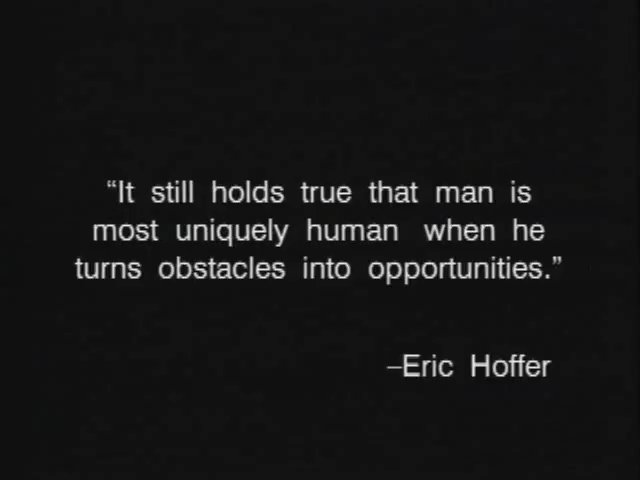 “It still holds true that man is
most uniquely human when he
turns obstacles into opportunities.”
–Eric Hoffer